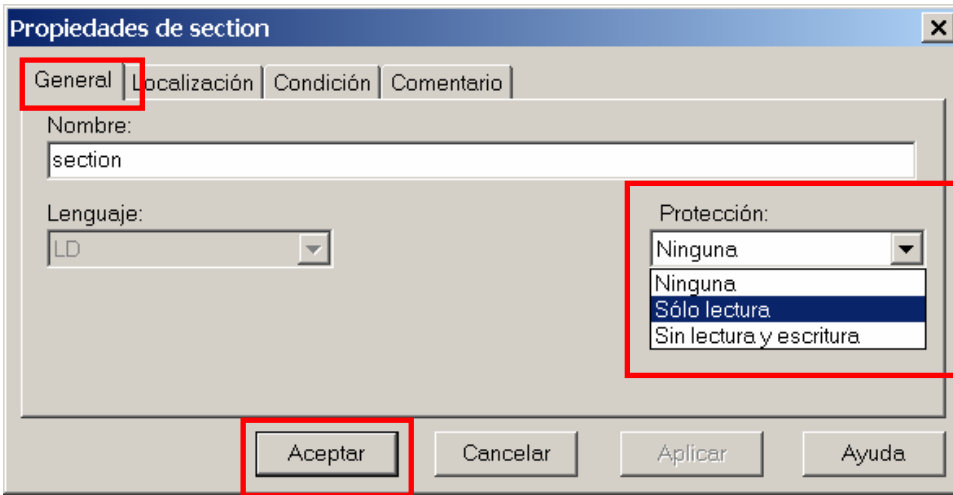 Propiedades de section
General Localización Condición Comentario
Nombre:
section
Lenguaje: Protección:
LD Ninguna
Ninguna
Sólo lectura
Sin lectura y escritura
Aceptar Cancelar Aplicar Ayuda